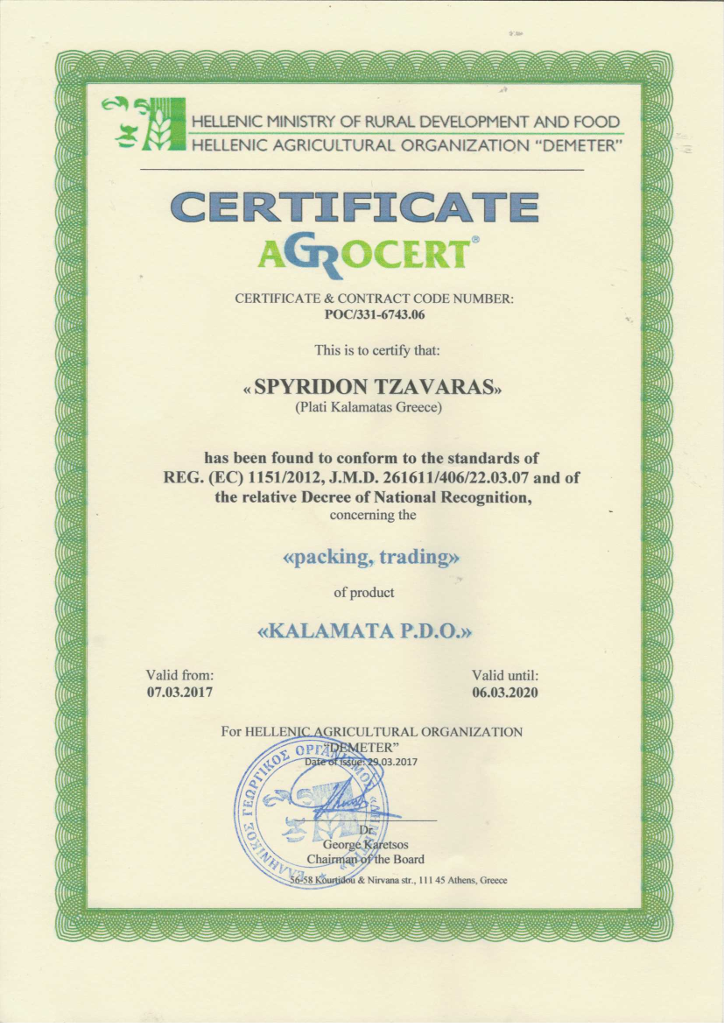 HELLENIC MINISTRY OF RURAL DEVELOPMENT AND FOOD
HELLENIC AGRICULTURAL ORGANIZATION "DEMETER"
CERTIFICATE
AGROCERT®
CERTIFICATE & CONTRACT CODE NUMBER:
POC/331-6743.06
This is to certify that:
«SPYRIDON TZAVARAS»
(Plati Kalamatas Greece)
has been found to conform to the standards of
REG. (EC) 1151/2012, J.M.D. 261611/406/22.03.07 and of
the relative Decree of National Recognition,
concerning the
«packing, trading»
of product
«KALAMATA P.D.O.»
Valid from:
07.03.2017
Valid until:
06.03.2020
For HELLENIC AGRICULTURAL ORGANIZATION
"DEMETER"
Date of issue: 29.03.2017
ΕΛΛΗΝΙΚΟΣ ΓΕΩΡΓΙΚΟΣ ΟΡΓΑΝΙΣΜΟΣ
Dr.
George Karetsos
Chairman of the Board
56-58 Kourtidou & Nirvana str., 111 45 Athens, Greece